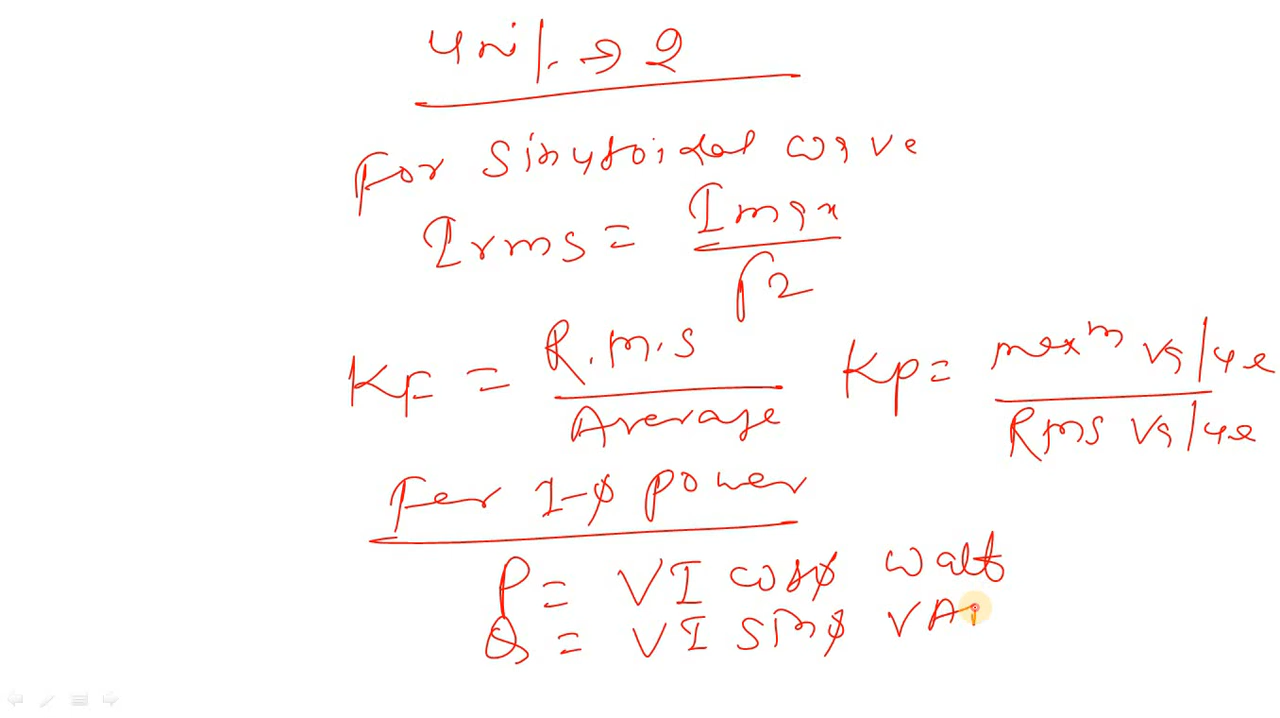 Unit → 2
For Sinusoidal wave
Irms = Imax / √2
KF = R.M.S / Average Kp = maxm value / Rms value
For 1-ϕ power
P = VI cosϕ watt
Q = VI sinϕ VA